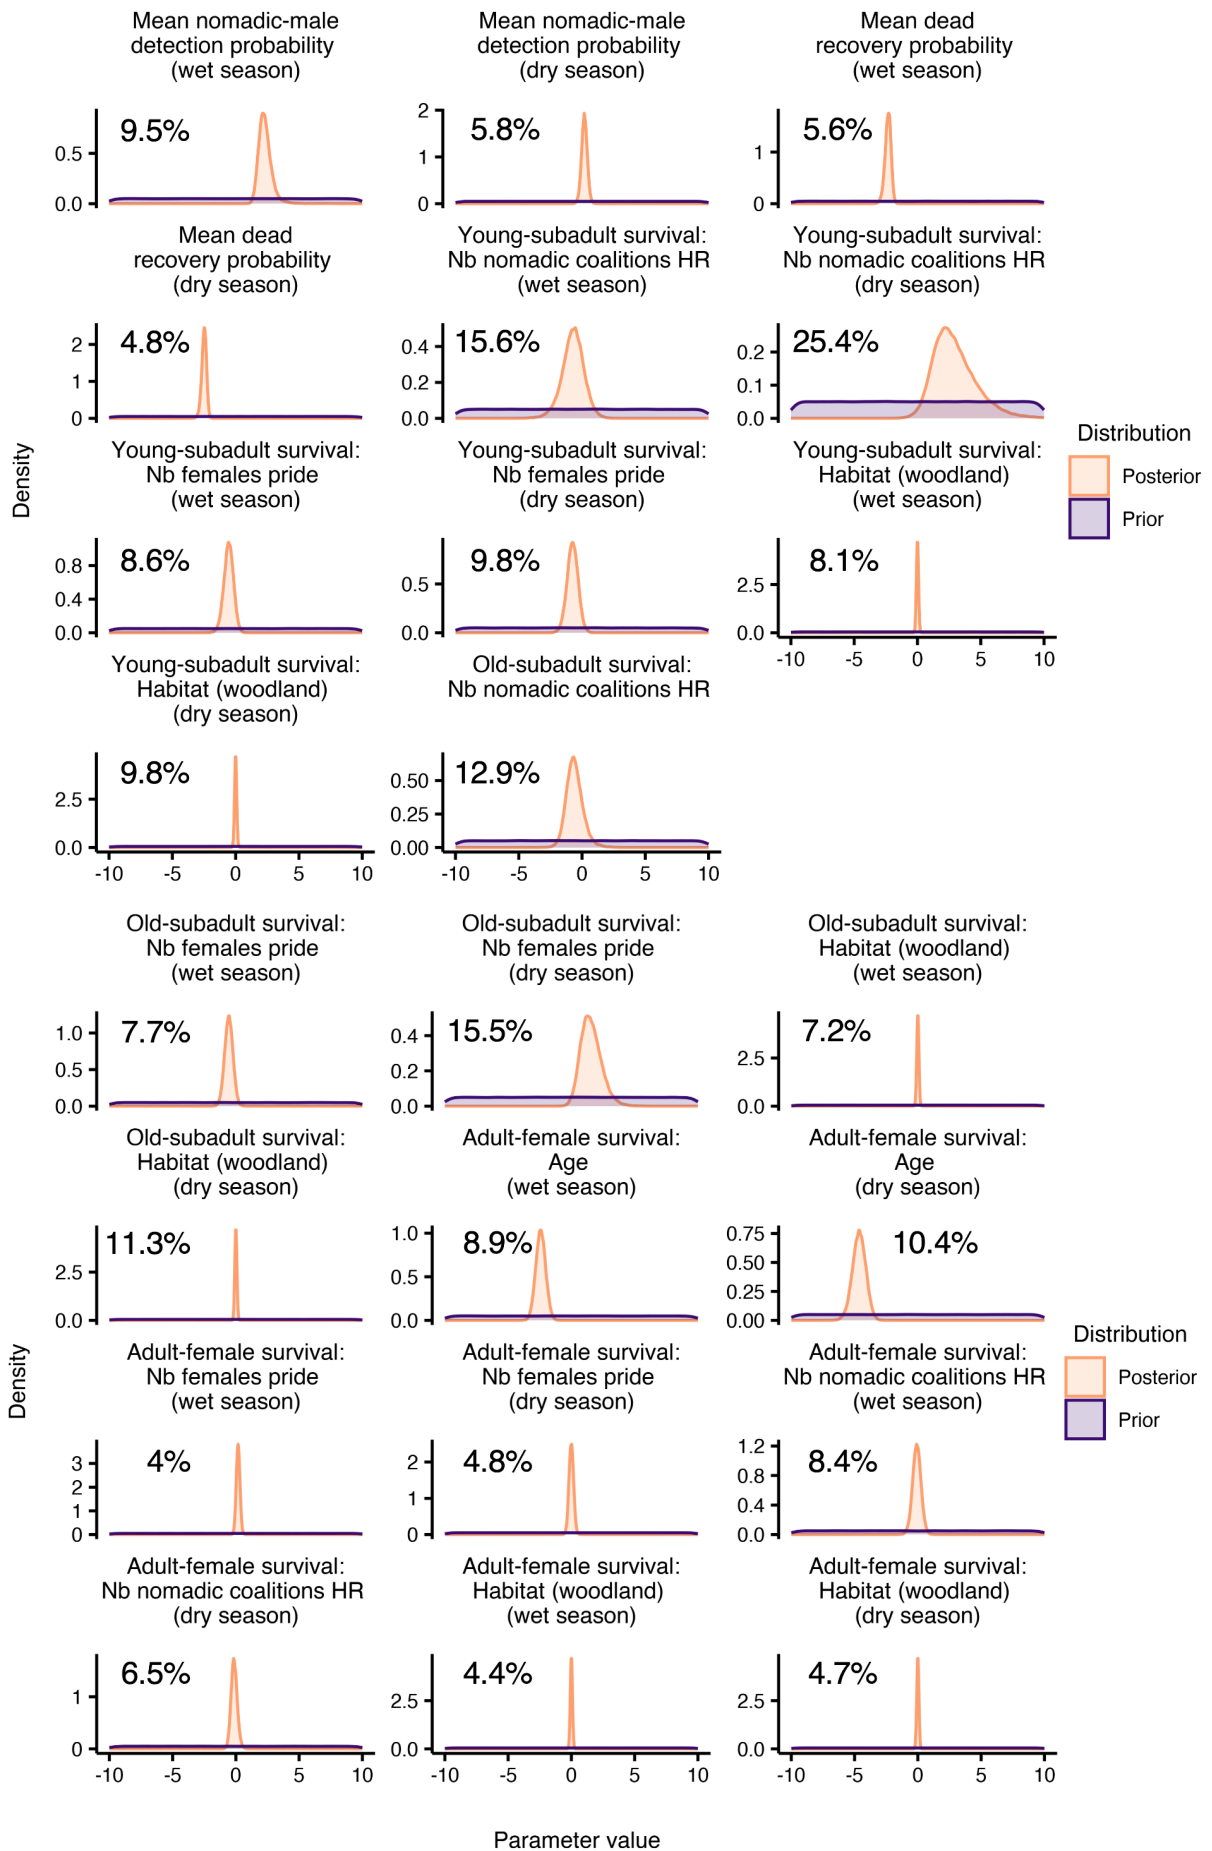 Mean nomadic-male
detection probability
(wet season)
Mean nomadic-male
detection probability
(dry season)
Mean dead
recovery probability
(wet season)
9.5%
0.5
0.0
5.8%
2
1
0
5.6%
1
0
Mean dead
recovery probability
(dry season)
Young-subadult survival:
Nb nomadic coalitions HR
(wet season)
Young-subadult survival:
Nb nomadic coalitions HR
(dry season)
4.8%
2
1
0
15.6%
0.4
0.2
0.0
25.4%
0.2
0.1
0.0
Young-subadult survival:
Nb females pride
(wet season)
Young-subadult survival:
Nb females pride
(dry season)
Young-subadult survival:
Habitat (woodland)
(wet season)
8.6%
0.8
0.4
0.0
9.8%
0.5
0.0
8.1%
2.5
0.0
-10 -5 0 5 10
Young-subadult survival:
Habitat (woodland)
(dry season)
Old-subadult survival:
Nb nomadic coalitions HR
9.8%
2.5
0.0
-10 -5 0 5 10
12.9%
0.50
0.25
0.00
-10 -5 0 5 10
Density
Distribution
Posterior
Prior
Old-subadult survival:
Nb females pride
(wet season)
Old-subadult survival:
Nb females pride
(dry season)
Old-subadult survival:
Habitat (woodland)
(wet season)
7.7%
1.0
0.5
0.0
15.5%
0.4
0.2
0.0
7.2%
2.5
0.0
Old-subadult survival:
Habitat (woodland)
(dry season)
Adult-female survival:
Age
(wet season)
Adult-female survival:
Age
(dry season)
11.3%
2.5
0.0
8.9%
1.0
0.5
0.0
10.4%
0.75
0.50
0.25
0.00
Adult-female survival:
Nb females pride
(wet season)
Adult-female survival:
Nb females pride
(dry season)
Adult-female survival:
Nb nomadic coalitions HR
(wet season)
4%
3
2
1
0
4.8%
2
1
0
8.4%
1.2
0.8
0.4
0.0
Adult-female survival:
Nb nomadic coalitions HR
(dry season)
Adult-female survival:
Habitat (woodland)
(wet season)
Adult-female survival:
Habitat (woodland)
(dry season)
6.5%
1
0
-10 -5 0 5 10
4.4%
2.5
0.0
-10 -5 0 5 10
4.7%
2.5
0.0
-10 -5 0 5 10
Density
Distribution
Posterior
Prior
Parameter value